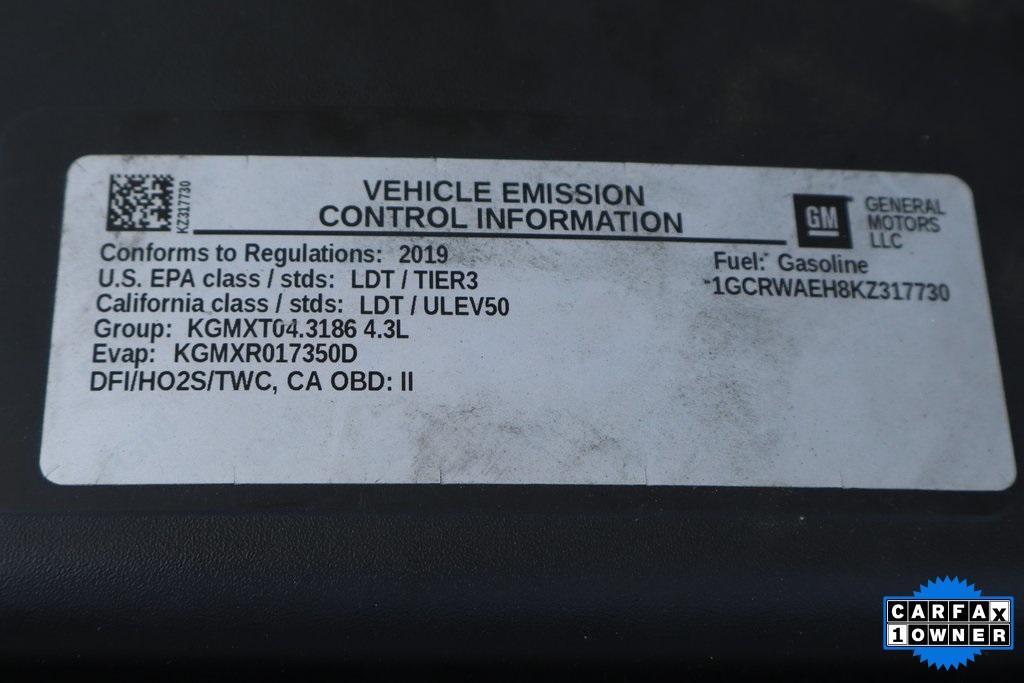 KZ317730
VEHICLE EMISSION
CONTROL INFORMATION
GM
GENERAL
MOTORS
LLC
Conforms to Regulations: 2019
U.S. EPA class / stds: LDT / TIER3
California class / stds: LDT / ULEV50
Group: KGMXT04.3186 4.3L
Evap: KGMXR017350D
DFI/HO2S/TWC, CA OBD: II
Fuel: Gasoline
1GCRWAEH8KZ317730
CARFAX
1 OWNER